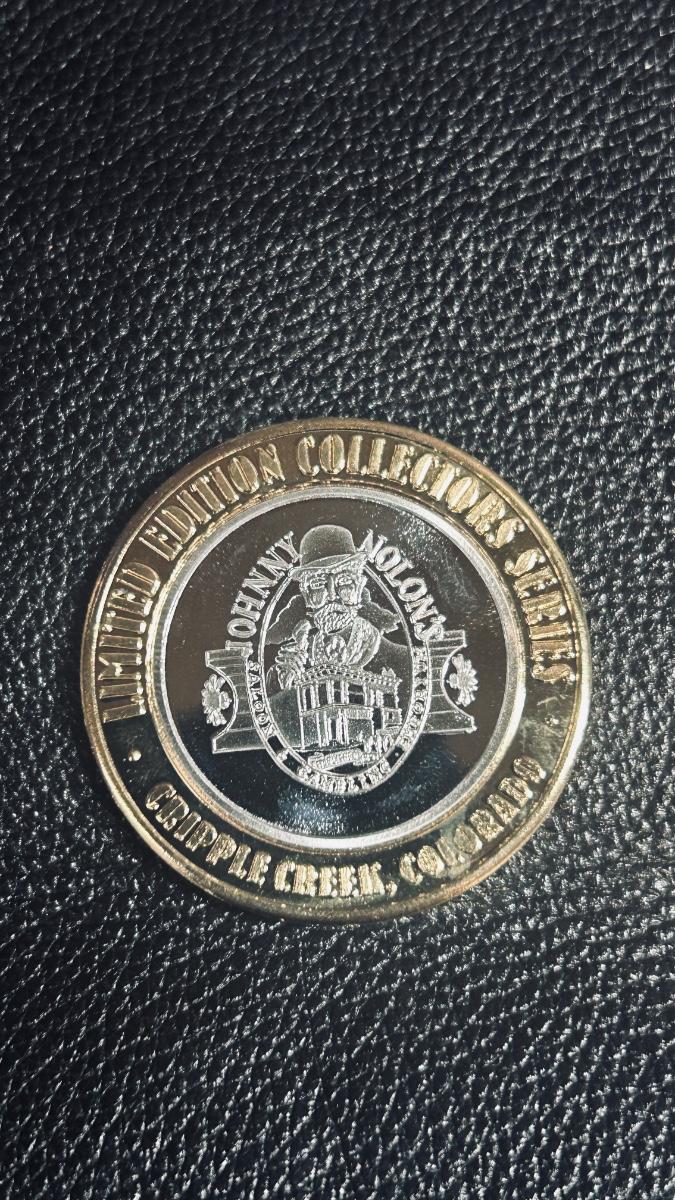 LIMITED EDITION COLLECTORS SERIES
JOHNNY NOLON'S
SALOON & GAMBLING
CRIPPLE CREEK, COLORADO